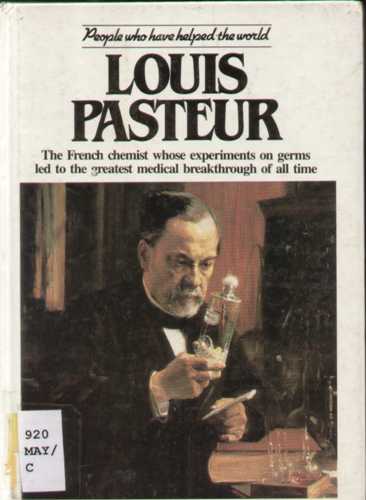 People who have helped the world
LOUIS
PASTEUR
The French chemist whose experiments on germs
led to the greatest medical breakthrough of all time
920
MAY/
C